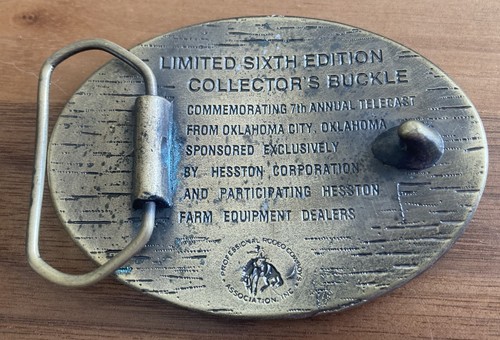 LIMITED SIXTH EDITION
COLLECTOR'S BUCKLE
COMMEMORATING 7th ANNUAL TELECAST
FROM OKLAHOMA CITY, OKLAHOMA
SPONSORED EXCLUSIVELY
BY HESSTON CORPORATION
AND PARTICIPATING HESSTON
FARM EQUIPMENT DEALERS
PROFESSIONAL RODEO COWBOYS
ASSOCIATION, INC.